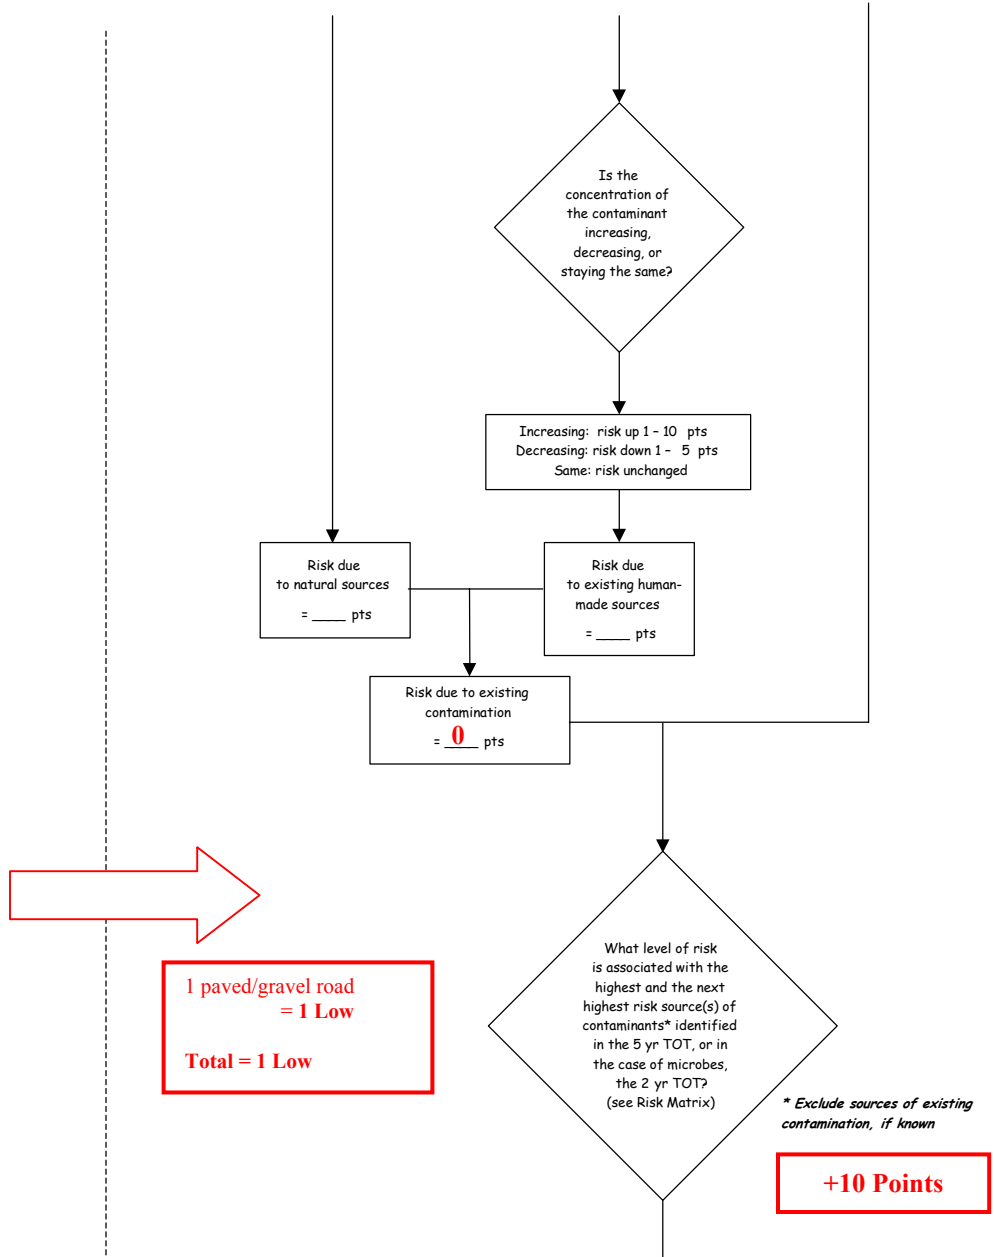 Is the
concentration of
the contaminant
increasing,
decreasing, or
staying the same?
Increasing: risk up 1 – 10 pts
Decreasing: risk down 1 – 5 pts
Same: risk unchanged
Risk due
to natural sources
= ____ pts
Risk due
to existing human-
made sources
= ____ pts
Risk due to existing
contamination
= 0 pts
1 paved/gravel road
= 1 Low
Total = 1 Low
What level of risk
is associated with the
highest and the next
highest risk source(s) of
contaminants* identified
in the 5 yr TOT, or in
the case of microbes,
the 2 yr TOT?
(see Risk Matrix)
* Exclude sources of existing
contamination, if known
+10 Points